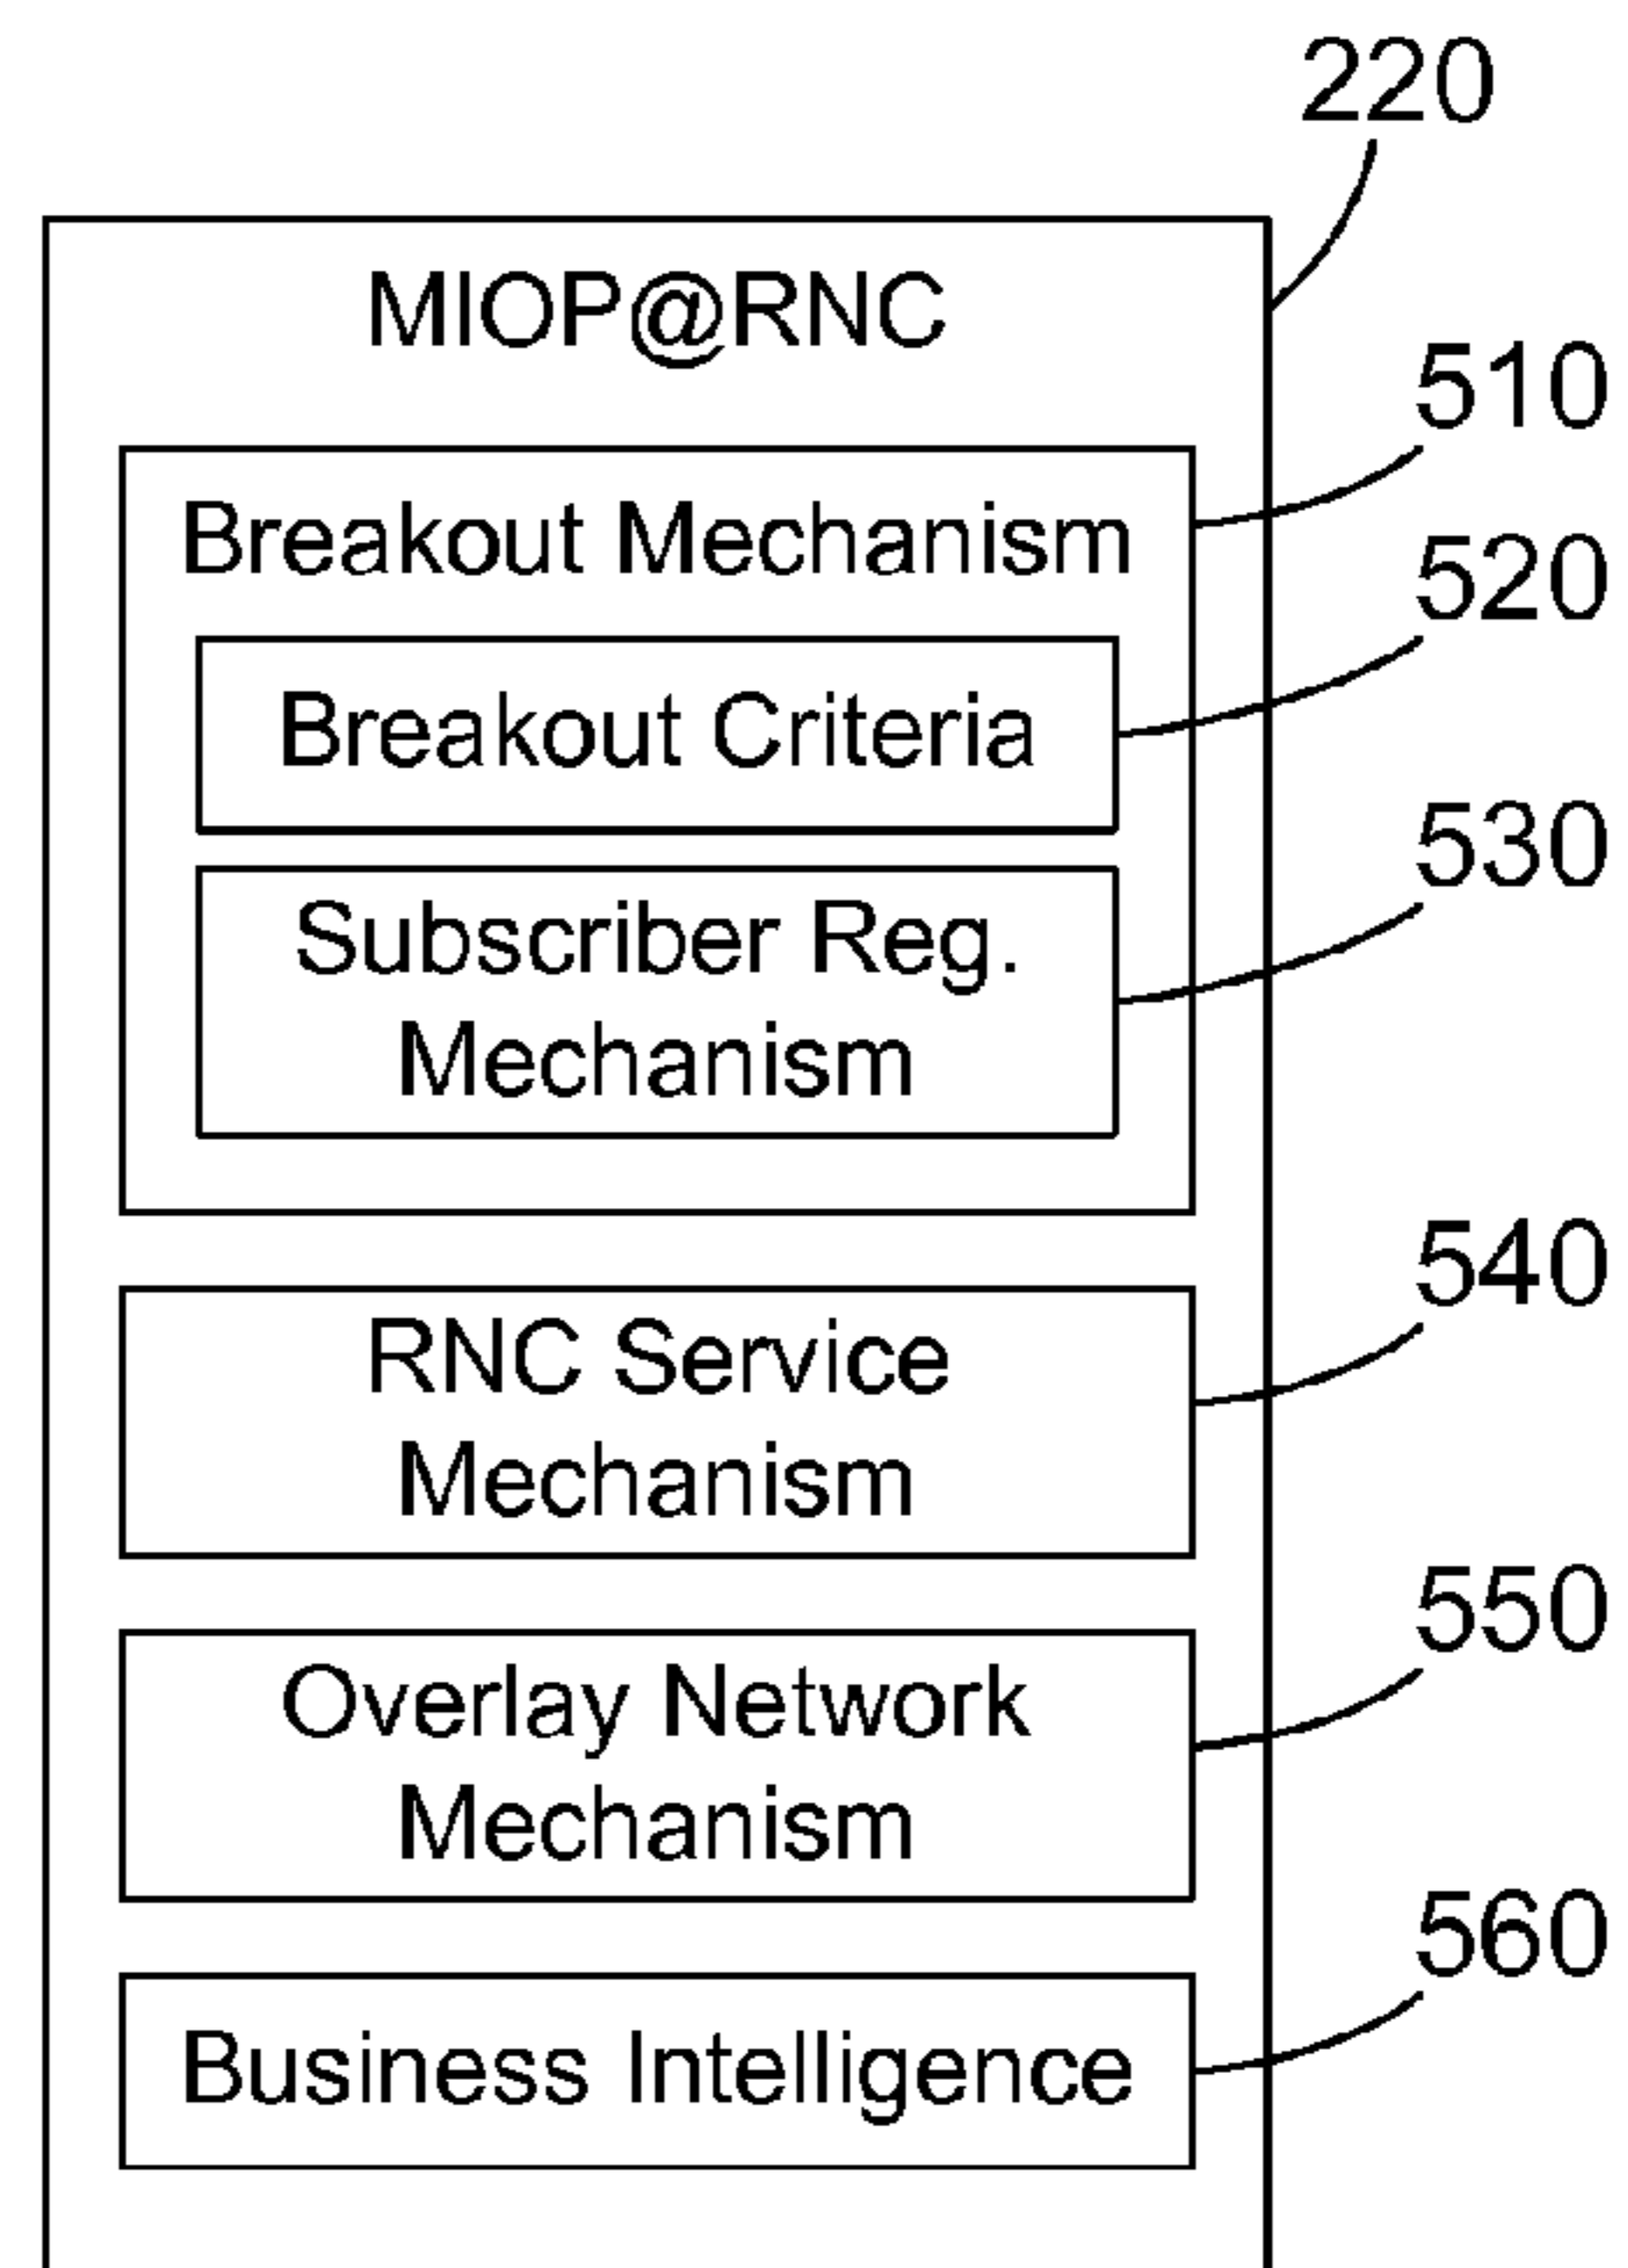 220
MIOP@RNC
510
Breakout Mechanism
520
Breakout Criteria
530
Subscriber Reg.
Mechanism
540
RNC Service
Mechanism
550
Overlay Network
Mechanism
560
Business Intelligence